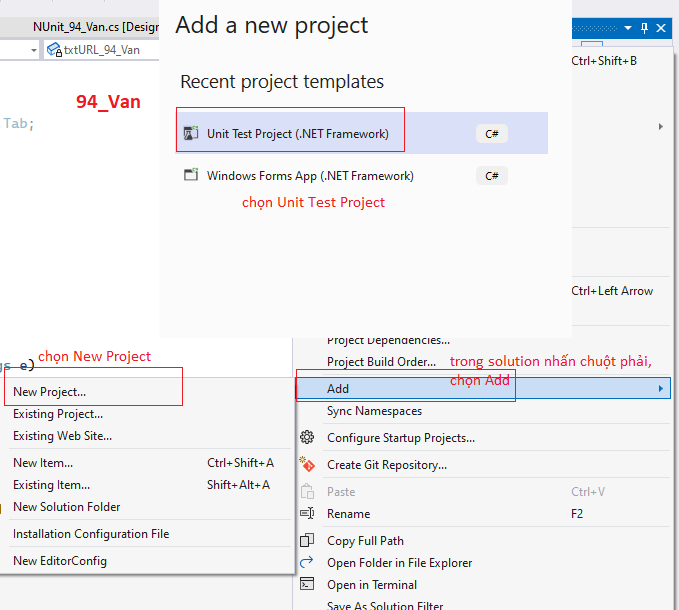 NUnit_94_Van.cs [Design
txtURL_94_Van
94_Van
Tab;
Add a new project
Recent project templates
Unit Test Project (.NET Framework) C#
Windows Forms App (.NET Framework) C#
chọn Unit Test Project
Ctrl+Shift+B
Ctrl+Left Arrow
gs e)
chọn New Project
New Project...
Existing Project...
Existing Web Site...
New Item... Ctrl+Shift+A
Existing Item... Shift+Alt+A
New Solution Folder
Installation Configuration File
New EditorConfig
Project Dependencies...
Project Build Order...
trong solution nhấn chuột phải,
chọn Add
Add
Sync Namespaces
Configure Startup Projects...
Create Git Repository...
Paste Ctrl+V
Rename F2
Copy Full Path
Open Folder in File Explorer
Open in Terminal
Save As Solution Filter